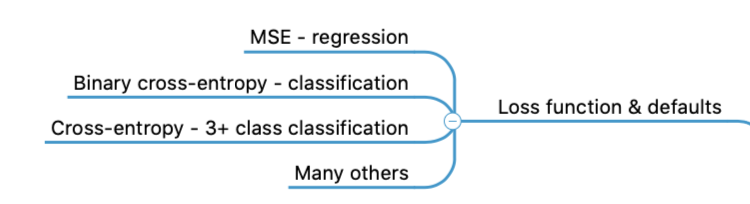 MSE - regression
Binary cross-entropy - classification
Loss function & defaults
Cross-entropy - 3+ class classification
Many others